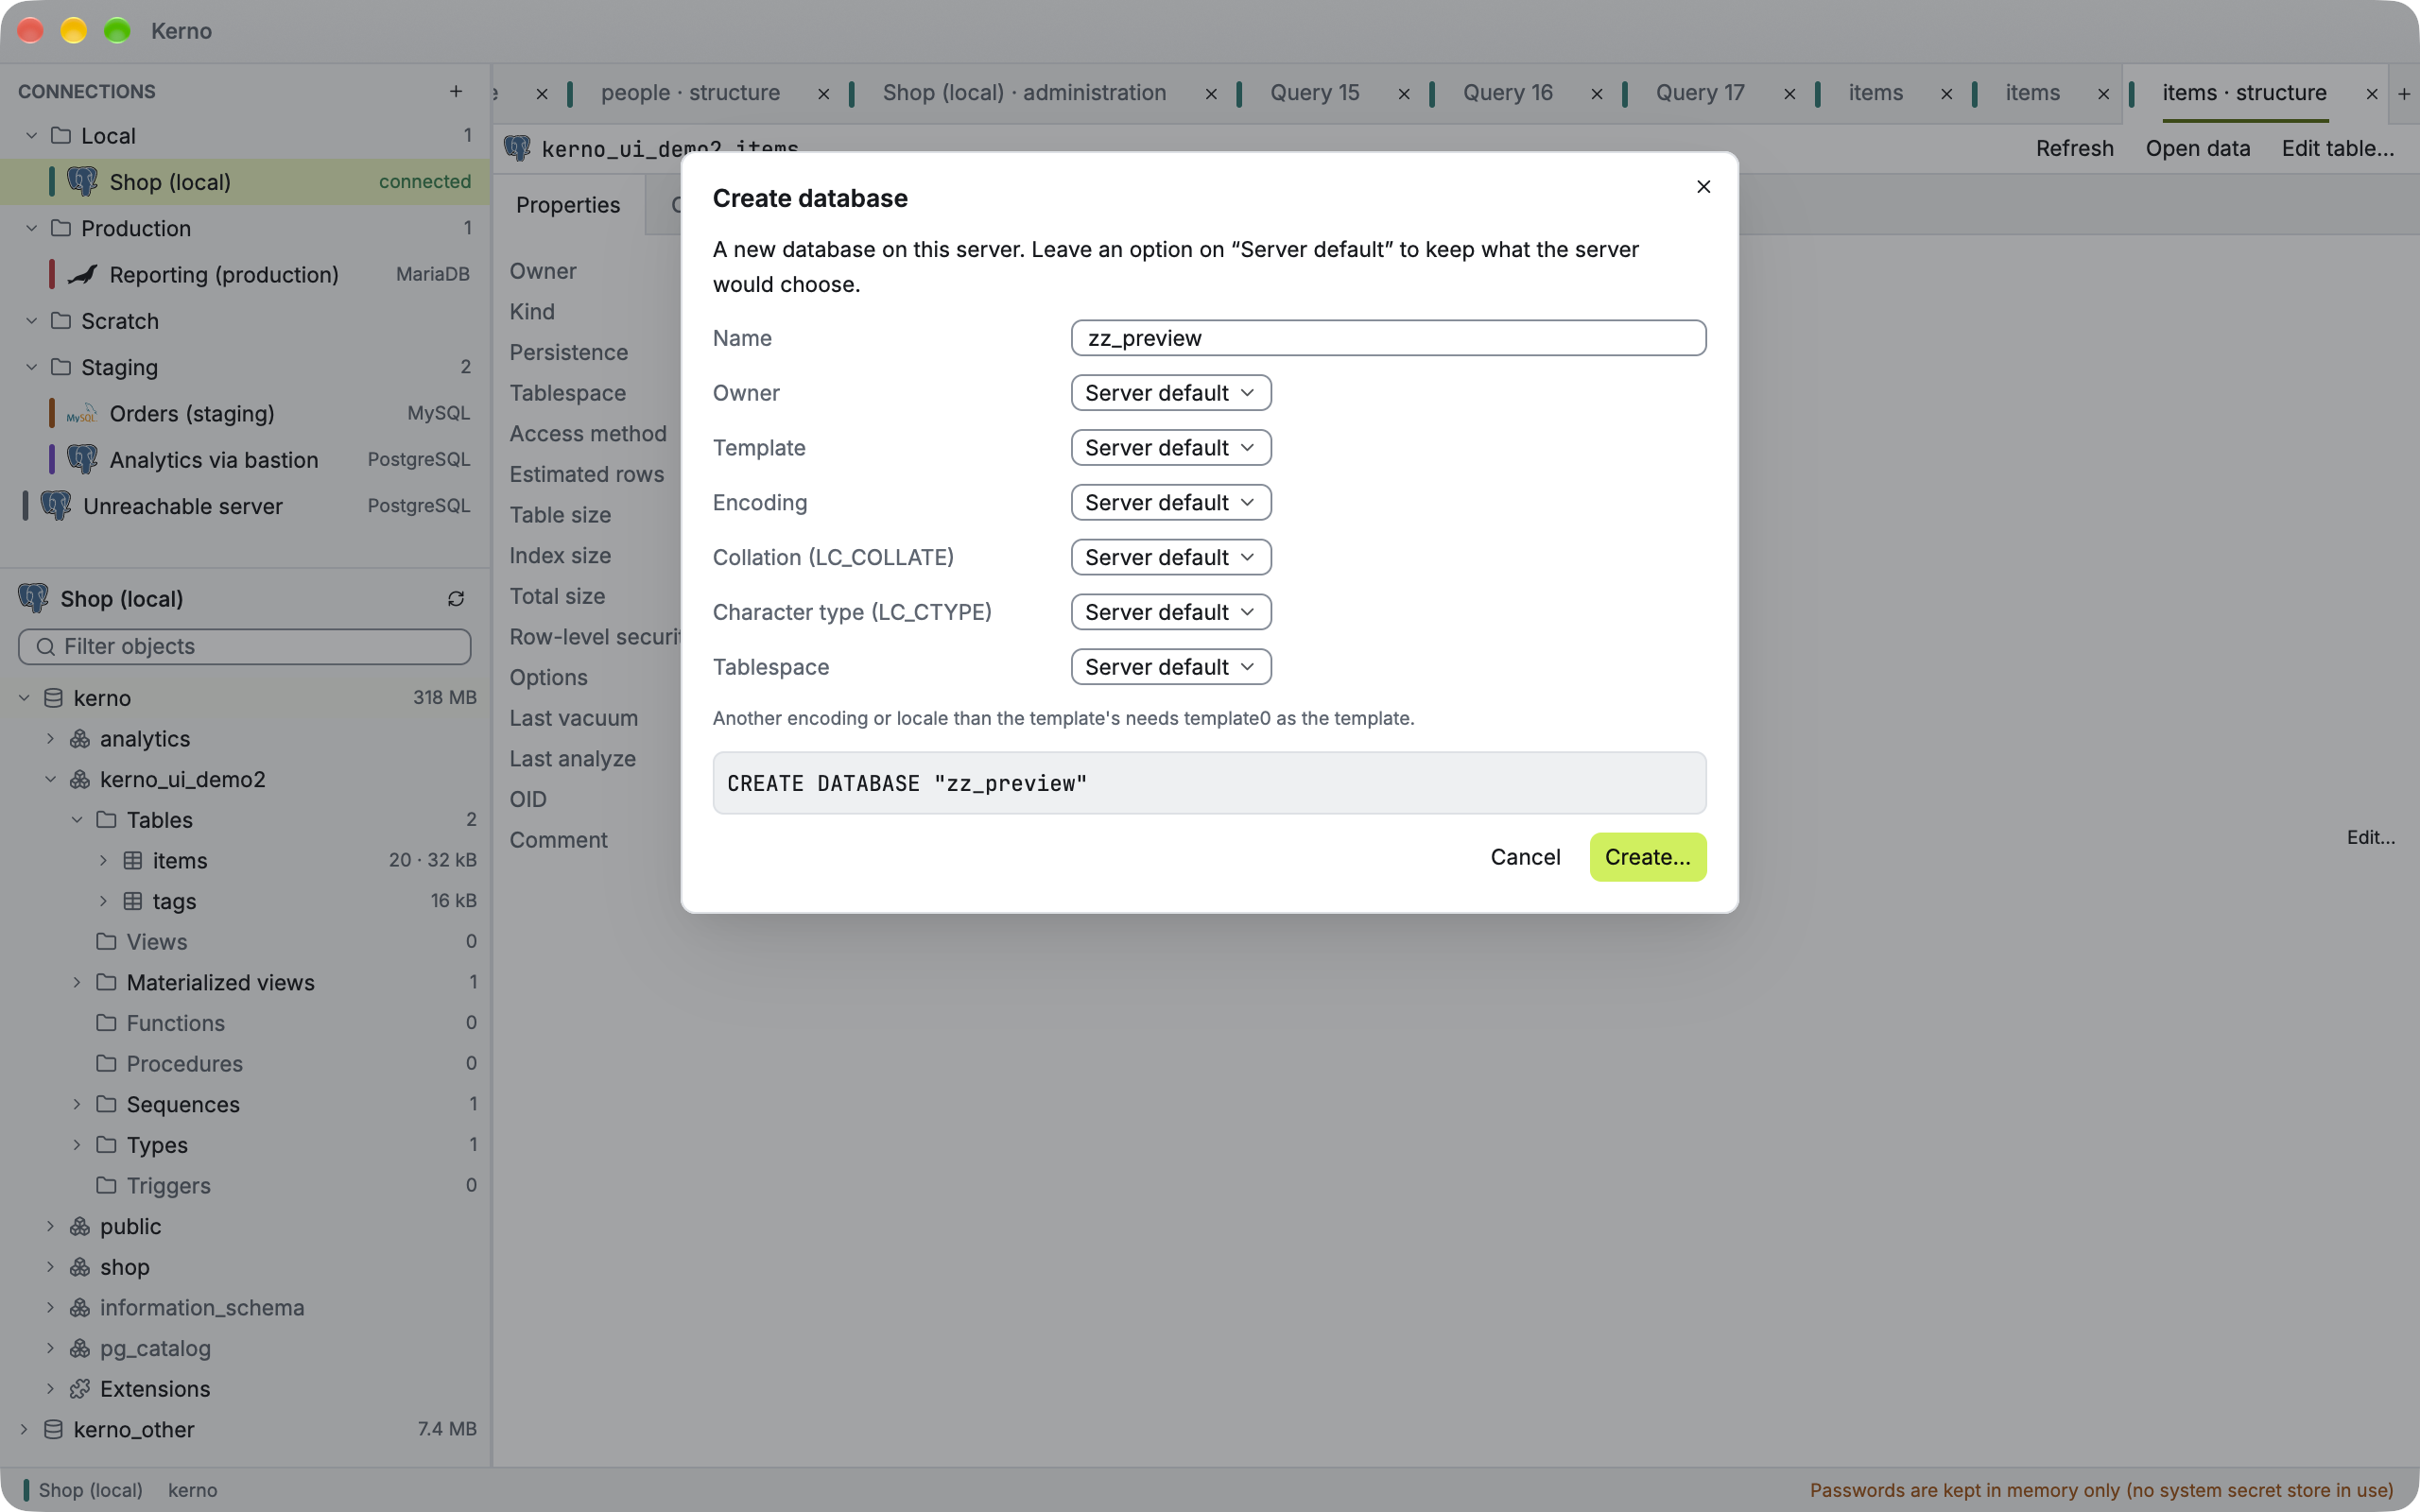 Kerno
CONNECTIONS
Local 1
Shop (local) connected
Production 1
Reporting (production) MariaDB
Scratch
Staging 2
MySQL Orders (staging) MySQL
Analytics via bastion PostgreSQL
Unreachable server PostgreSQL
Shop (local)
Filter objects
kerno 318 MB
analytics
kerno_ui_demo2
Tables 2
items 20 · 32 kB
tags 16 kB
Views 0
Materialized views 1
Functions 0
Procedures 0
Sequences 1
Types 1
Triggers 0
public
shop
information_schema
pg_catalog
Extensions
kerno_other 7.4 MB
people · structure
Shop (local) · administration
Query 15
Query 16
Query 17
items
items
items · structure
kerno_ui_demo2.items
Refresh
Open data
Edit table...
Properties
Owner
Kind
Persistence
Tablespace
Access method
Estimated rows
Table size
Index size
Total size
Row-level securit
Options
Last vacuum
Last analyze
OID
Comment
Edit...
Create database
A new database on this server. Leave an option on “Server default” to keep what the server
would choose.
Name zz_preview
Owner Server default
Template Server default
Encoding Server default
Collation (LC_COLLATE) Server default
Character type (LC_CTYPE) Server default
Tablespace Server default
Another encoding or locale than the template's needs template0 as the template.
CREATE DATABASE "zz_preview"
Cancel
Create...
Shop (local) kerno
Passwords are kept in memory only (no system secret store in use)